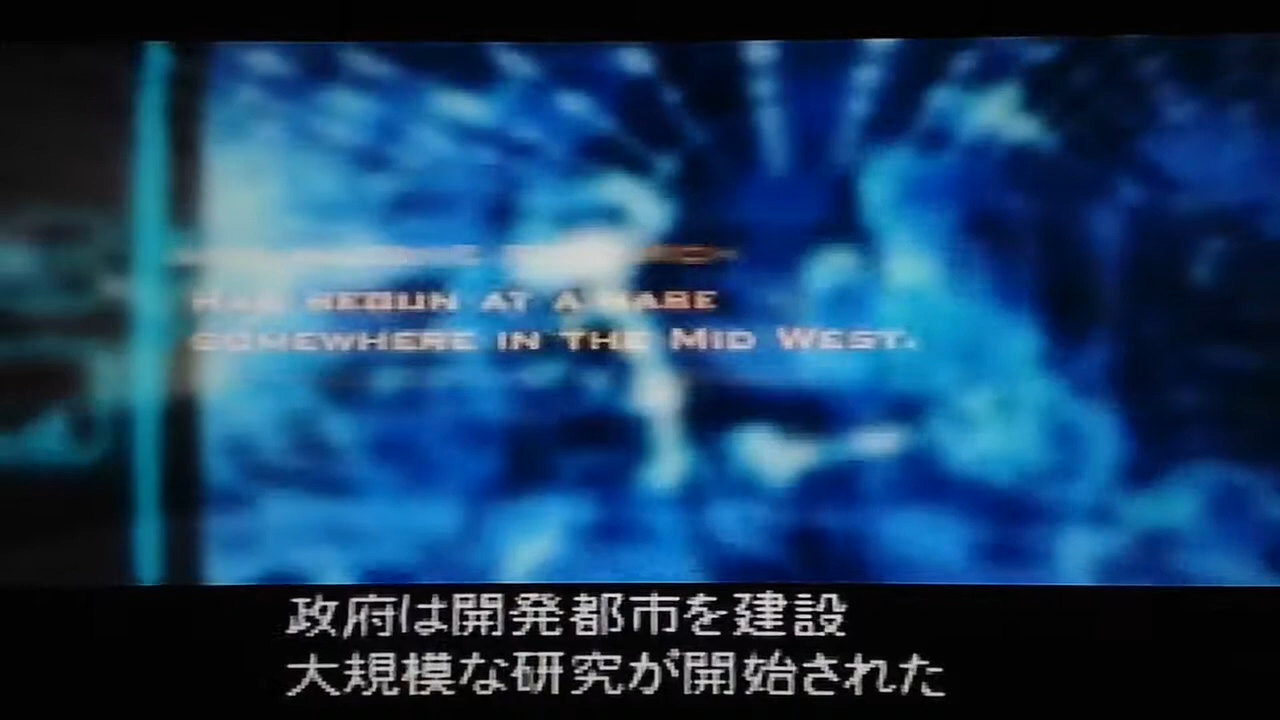 HAS BEGUN AT A BASE
SOMEWHERE IN THE MID WEST.
政府は開発都市を建設
大規模な研究が開始された